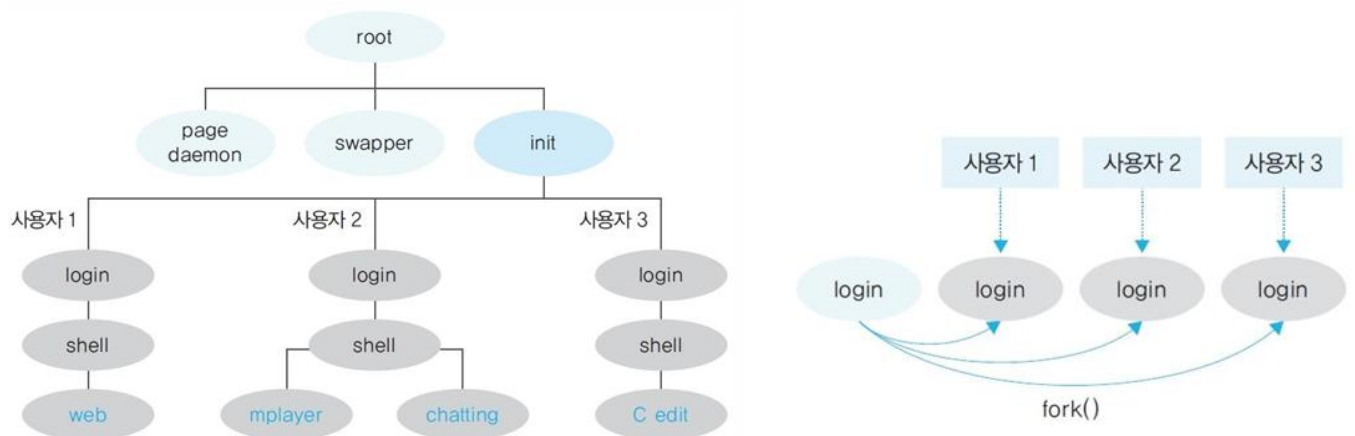 root
page
daemon
swapper
init
사용자 1
사용자 2
사용자 3
login
login
login
shell
shell
shell
web
mplayer
chatting
C edit
사용자 1
사용자 2
사용자 3
login
login
login
login
fork()